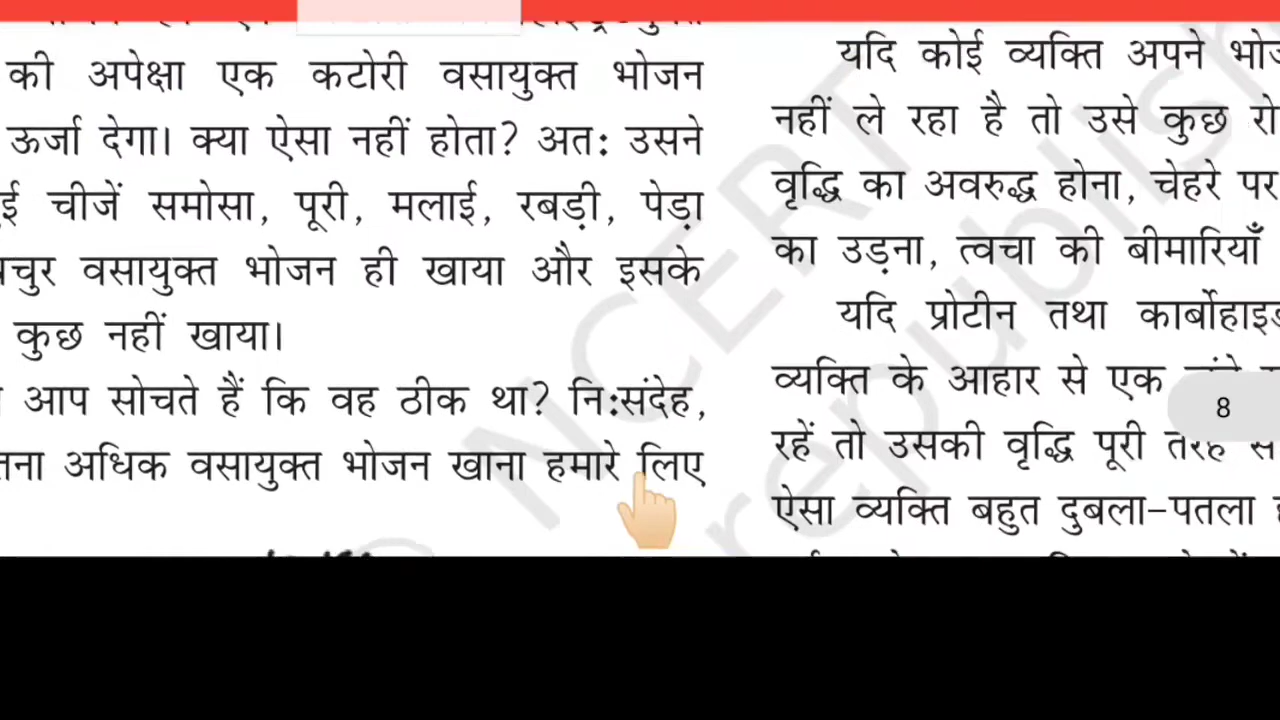 की अपेक्षा एक कटोरी वसायुक्त भोजन
ऊर्जा देगा। क्या ऐसा नहीं होता? अतः उसने
चीजें समोसा, पूरी, मलाई, रबड़ी, पेड़ा
वसायुक्त भोजन ही खाया और इसके
कुछ नहीं खाया।
आप सोचते हैं कि वह ठीक था? निःसंदेह,
अधिक वसायुक्त भोजन खाना हमारे लिए
यदि कोई व्यक्ति अपने
नहीं ले रहा है तो उसे कुछ
वृद्धि का अवरुद्ध होना, चेहरे पर
का उड़ना, त्वचा की बीमारियाँ
यदि प्रोटीन तथा
व्यक्ति के आहार से एक
रहें तो उसकी वृद्धि पूरी
ऐसा व्यक्ति बहुत दुबला-पतला
8
NCERT
republish